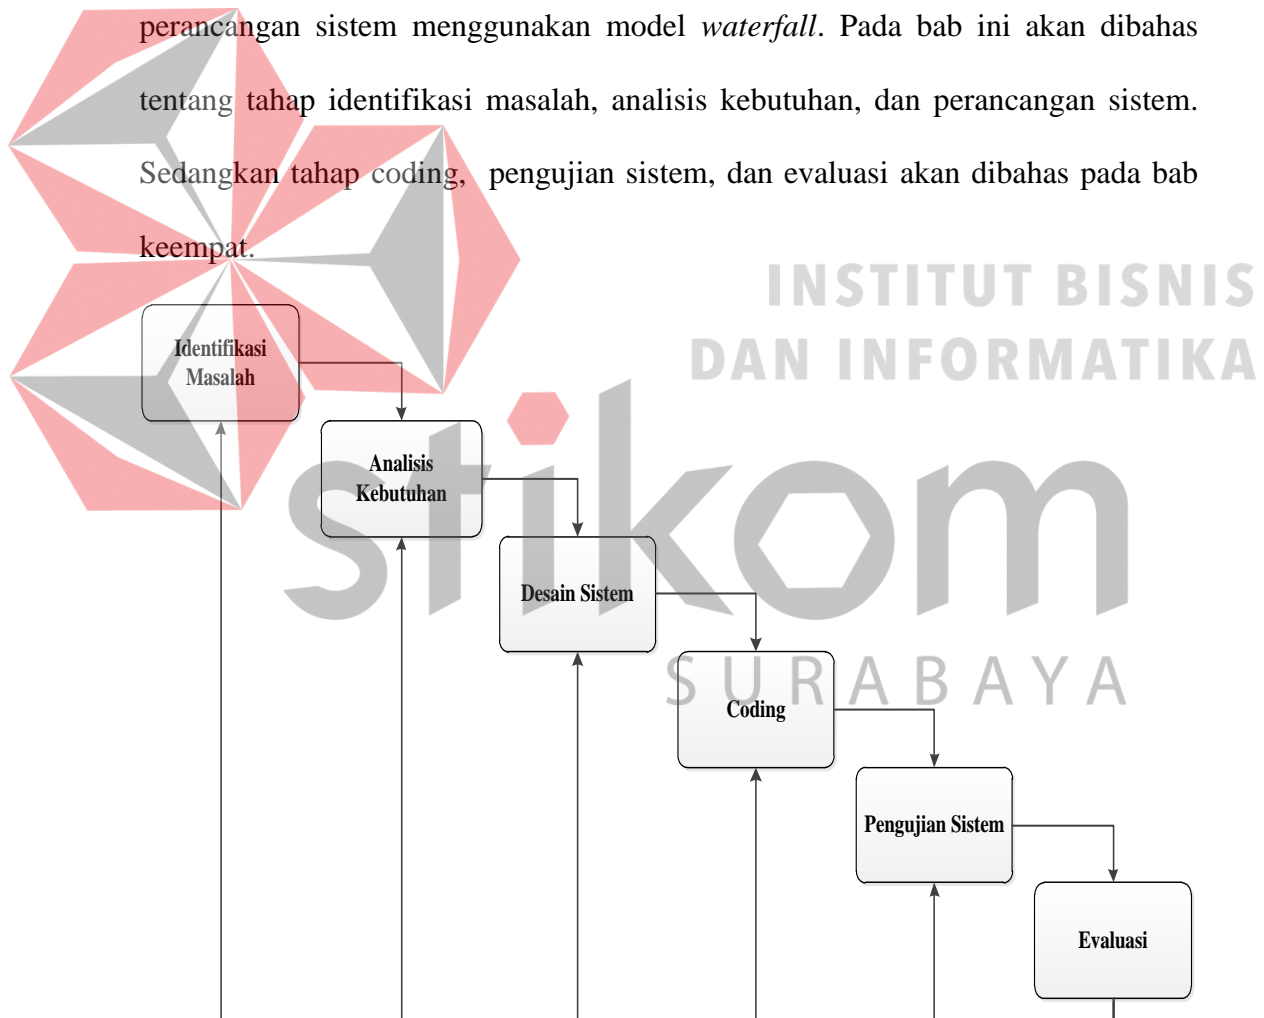 perancangan sistem menggunakan model waterfall. Pada bab ini akan dibahas
tentang tahap identifikasi masalah, analisis kebutuhan, dan perancangan sistem.
Sedangkan tahap coding, pengujian sistem, dan evaluasi akan dibahas pada bab
keempat.
INSTITUT BISNIS
DAN INFORMATIKA
stikom
SURABAYA
Identifikasi
Masalah
Analisis
Kebutuhan
Desain Sistem
Coding
Pengujian Sistem
Evaluasi